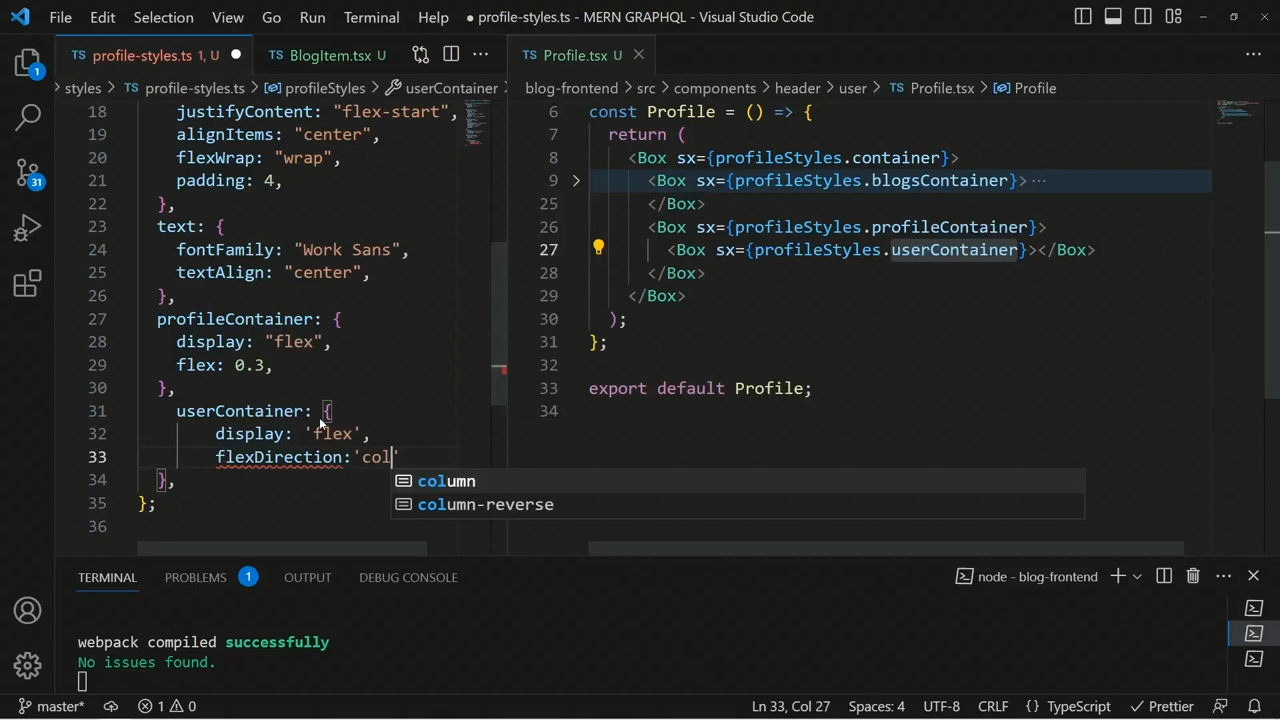 File Edit Selection View Go Run Terminal Help ● profile-styles.ts - MERN GRAPHQL - Visual Studio Code
TS profile-styles.ts 1, U ● TS BlogItem.tsx U ···
TS Profile.tsx U × ···
styles > TS profile-styles.ts > profileStyles > userContainer >
blog-frontend > src > components > header > user > TS Profile.tsx > Profile
18 justifyContent: "flex-start",
19 alignItems: "center",
20 flexWrap: "wrap",
21 padding: 4,
22 },
23 text: {
24 fontFamily: "Work Sans",
25 textAlign: "center",
26 },
27 profileContainer: {
28 display: "flex",
29 flex: 0.3,
30 },
31 userContainer: {
32 display: 'flex',
33 flexDirection:'col'
34 },
35 };
36
column
column-reverse
6 const Profile = () => {
7 return (
8 <Box sx={profileStyles.container}>
9 > <Box sx={profileStyles.blogsContainer}>···
25 </Box>
26 <Box sx={profileStyles.profileContainer}>
27 <Box sx={profileStyles.userContainer}></Box>
28 </Box>
29 </Box>
30 );
31 };
32
33 export default Profile;
34
1
31
TERMINAL PROBLEMS 1 OUTPUT DEBUG CONSOLE node - blog-frontend
webpack compiled successfully
No issues found.
master* 1 0 Ln 33, Col 27 Spaces: 4 UTF-8 CRLF {} TypeScript ✓ Prettier